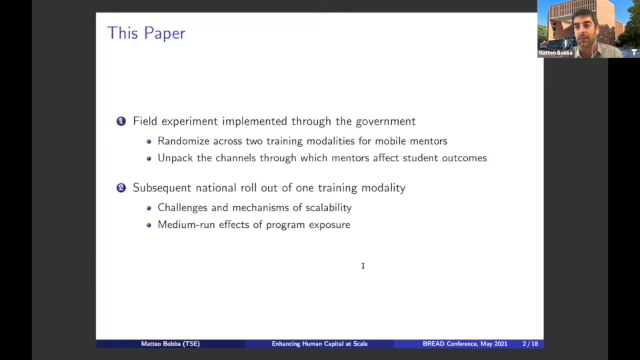 This Paper
1 Field experiment implemented through the government
Randomize across two training modalities for mobile mentors
Unpack the channels through which mentors affect student outcomes
2 Subsequent national roll out of one training modality
Challenges and mechanisms of scalability
Medium-run effects of program exposure
Matteo Bobba (TSE) Enhancing Human Capital at Scale BREAD Conference, May 2021 2 / 18
Matteo Bobba